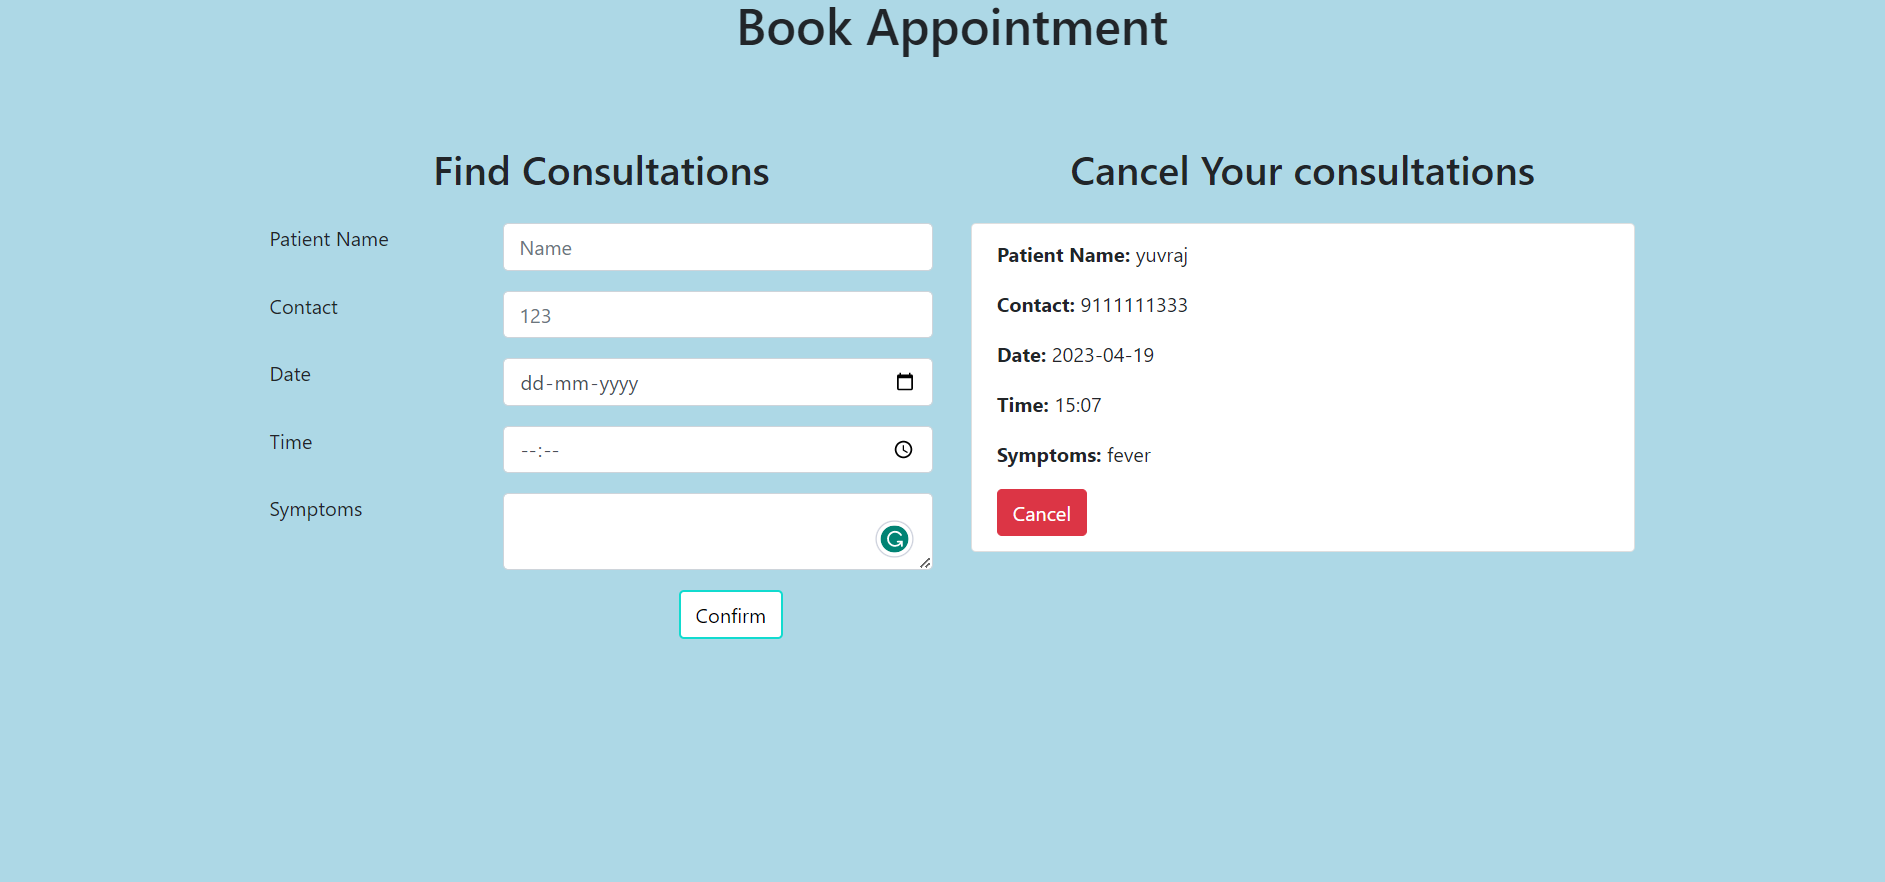 Book Appointment
Find Consultations
Patient Name
Name
Contact
123
Date
dd-mm-yyyy
Time
--:--
Symptoms
Confirm
Cancel Your consultations
Patient Name: yuvraj
Contact: 9111111333
Date: 2023-04-19
Time: 15:07
Symptoms: fever
Cancel